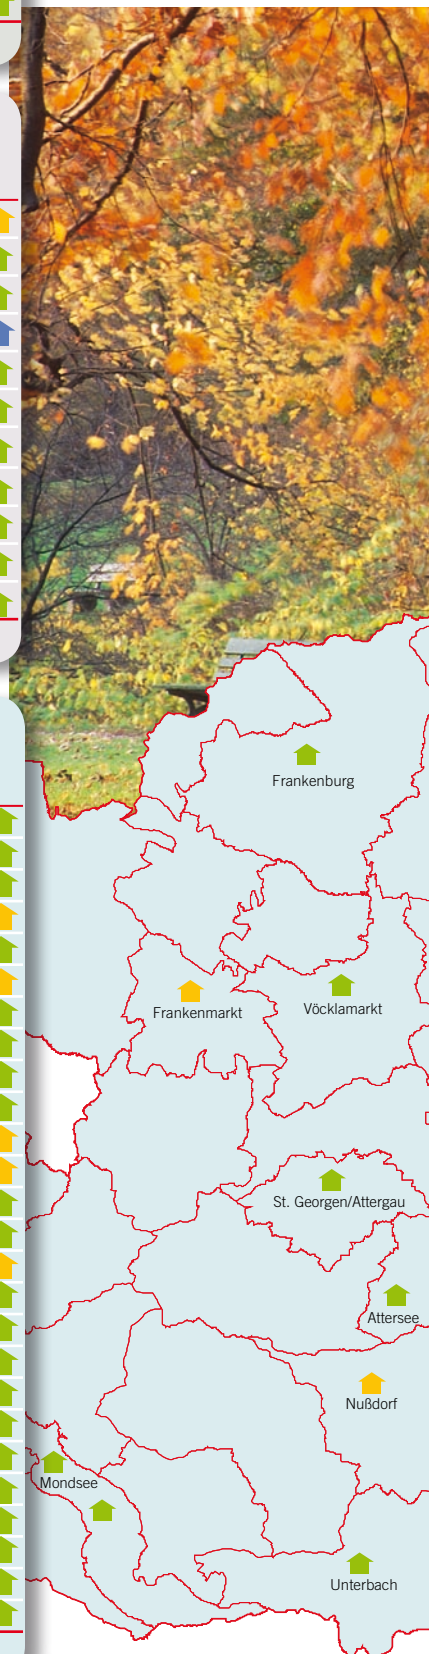 Frankenburg
Frankenmarkt
Vöcklamarkt
St. Georgen/Attergau
Attersee
Nußdorf
Mondsee
Unterbach